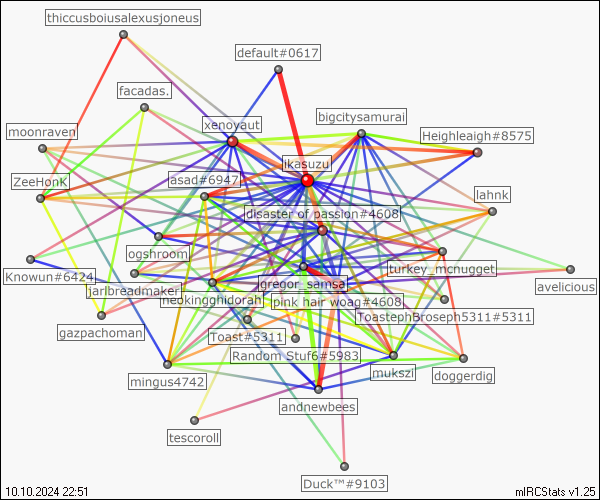 thiccusboiusalexusjoneus
default#0617
facadas.
bigcitysamurai
xenoyaut
moonraven
Heighleaigh#8575
ikasuzu
ZeeHonK
asad#6947
lahnk
disaster of passion#4608
ogshroom
turkey_mcnugget
Knowun#6424
gregor_samsa
avelicious
jarlbreadmaker
neokingghidorah
pink hair woag#4608
ToastephBroseph5311#5311
gazpachoman
Toast#5311
Random Stuf6#5983
mukszi
doggerdig
mingus4742
andnewbees
tescoroll
Duck™#9103
10.10.2024 22:51
mIRCStats v1.25